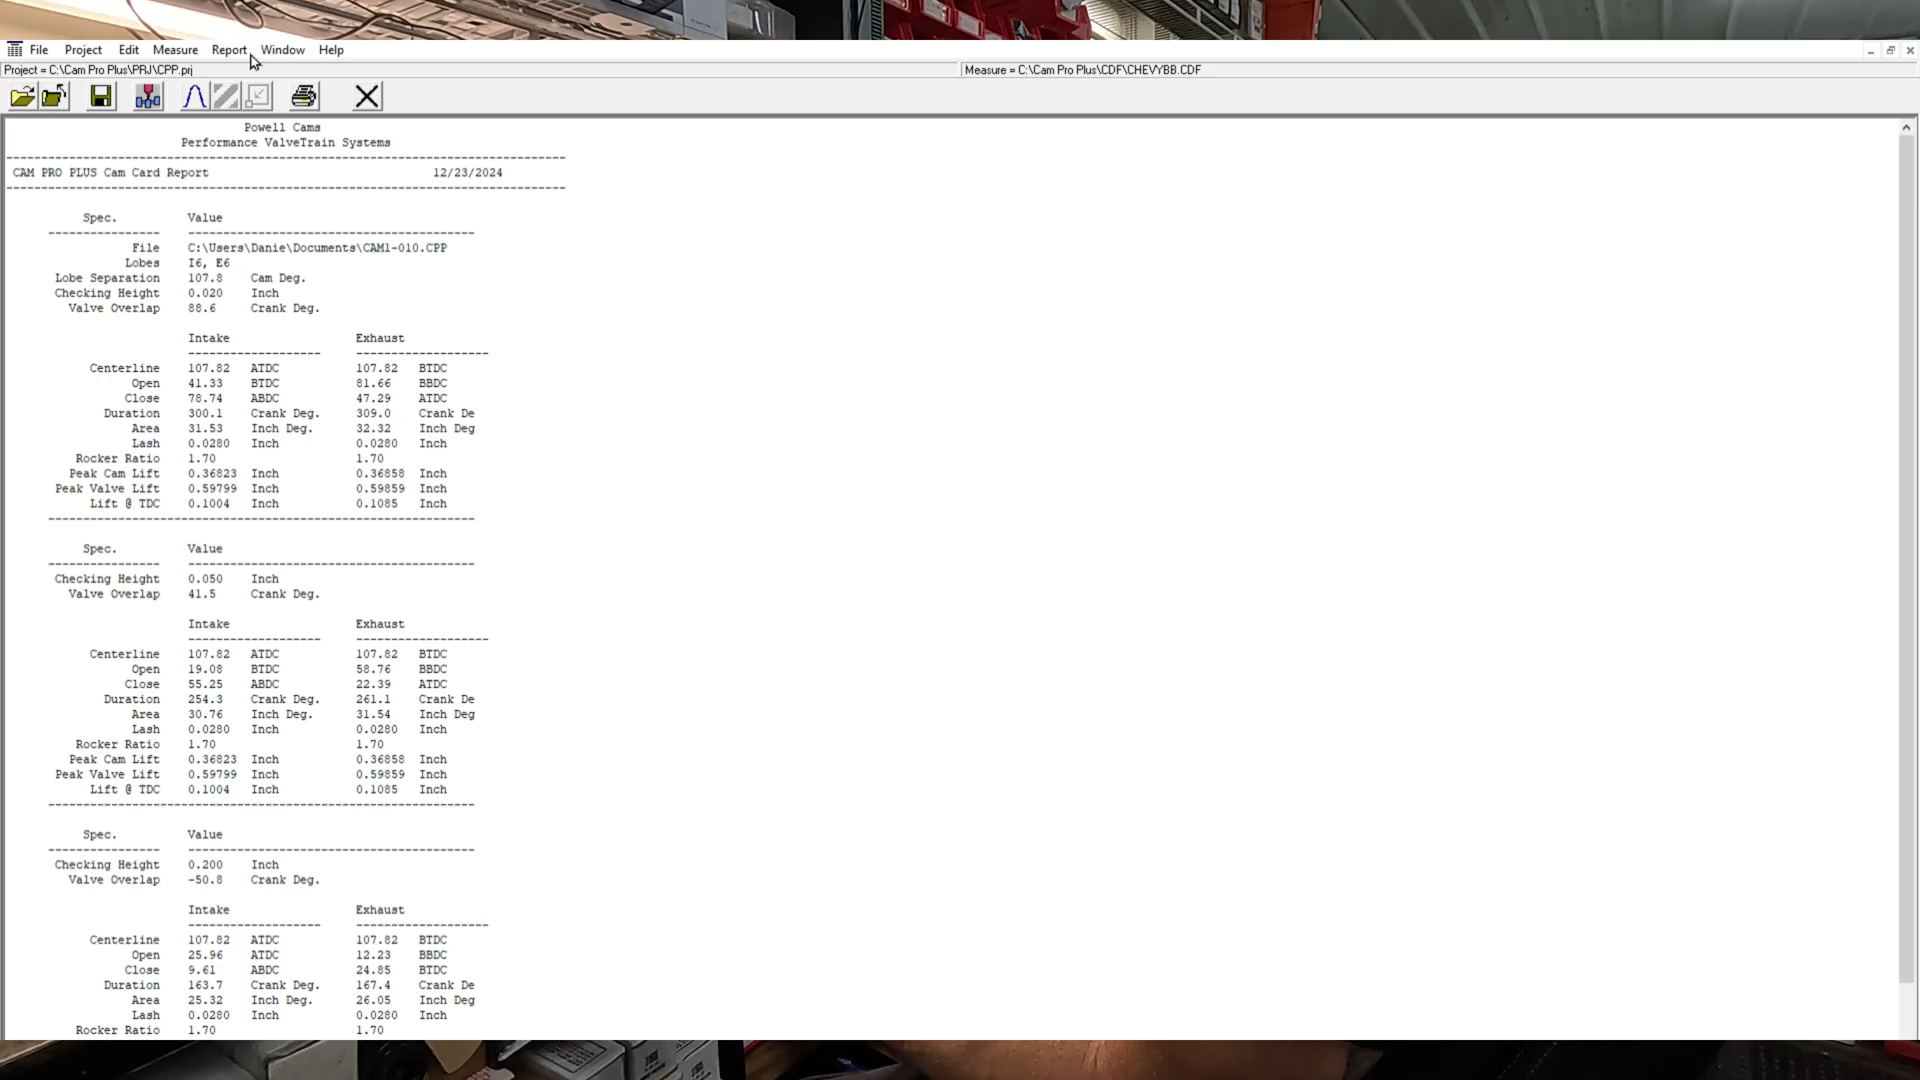 File Project Edit Measure Report Window Help
Project = C:\Cam Pro Plus\PRJ\CPP.prj Measure = C:\Cam Pro Plus\CDF\CHEVYBB.CDF
Powell Cams
Performance ValveTrain Systems
CAM PRO PLUS Cam Card Report 12/23/2024
Spec. Value
File C:\Users\Danie\Documents\CAM1-010.CPP
Lobes I6, E6
Lobe Separation 107.8 Cam Deg.
Checking Height 0.020 Inch
Valve Overlap 88.6 Crank Deg.
Intake Exhaust
Centerline 107.82 ATDC 107.82 BTDC
Open 41.33 BTDC 81.66 BBDC
Close 78.74 ABDC 47.29 ATDC
Duration 300.1 Crank Deg. 309.0 Crank De
Area 31.53 Inch Deg. 32.32 Inch Deg
Lash 0.0280 Inch 0.0280 Inch
Rocker Ratio 1.70 1.70
Peak Cam Lift 0.36823 Inch 0.36858 Inch
Peak Valve Lift 0.59799 Inch 0.59859 Inch
Lift @ TDC 0.1004 Inch 0.1085 Inch
Spec. Value
Checking Height 0.050 Inch
Valve Overlap 41.5 Crank Deg.
Intake Exhaust
Centerline 107.82 ATDC 107.82 BTDC
Open 19.08 BTDC 58.76 BBDC
Close 55.25 ABDC 22.39 ATDC
Duration 254.3 Crank Deg. 261.1 Crank De
Area 30.76 Inch Deg. 31.54 Inch Deg
Lash 0.0280 Inch 0.0280 Inch
Rocker Ratio 1.70 1.70
Peak Cam Lift 0.36823 Inch 0.36858 Inch
Peak Valve Lift 0.59799 Inch 0.59859 Inch
Lift @ TDC 0.1004 Inch 0.1085 Inch
Spec. Value
Checking Height 0.200 Inch
Valve Overlap -50.8 Crank Deg.
Intake Exhaust
Centerline 107.82 ATDC 107.82 BTDC
Open 25.96 ATDC 12.23 BBDC
Close 9.61 ABDC 24.85 BTDC
Duration 163.7 Crank Deg. 167.4 Crank De
Area 25.32 Inch Deg. 26.05 Inch Deg
Lash 0.0280 Inch 0.0280 Inch
Rocker Ratio 1.70 1.70